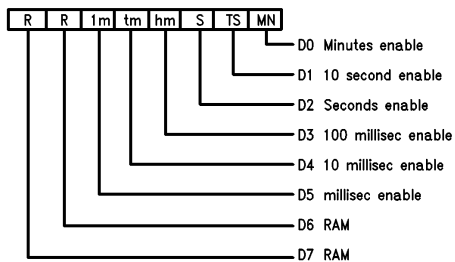 R R 1m tm hm S TS MN
D0 Minutes enable
D1 10 second enable
D2 Seconds enable
D3 100 millisec enable
D4 10 millisec enable
D5 millisec enable
D6 RAM
D7 RAM